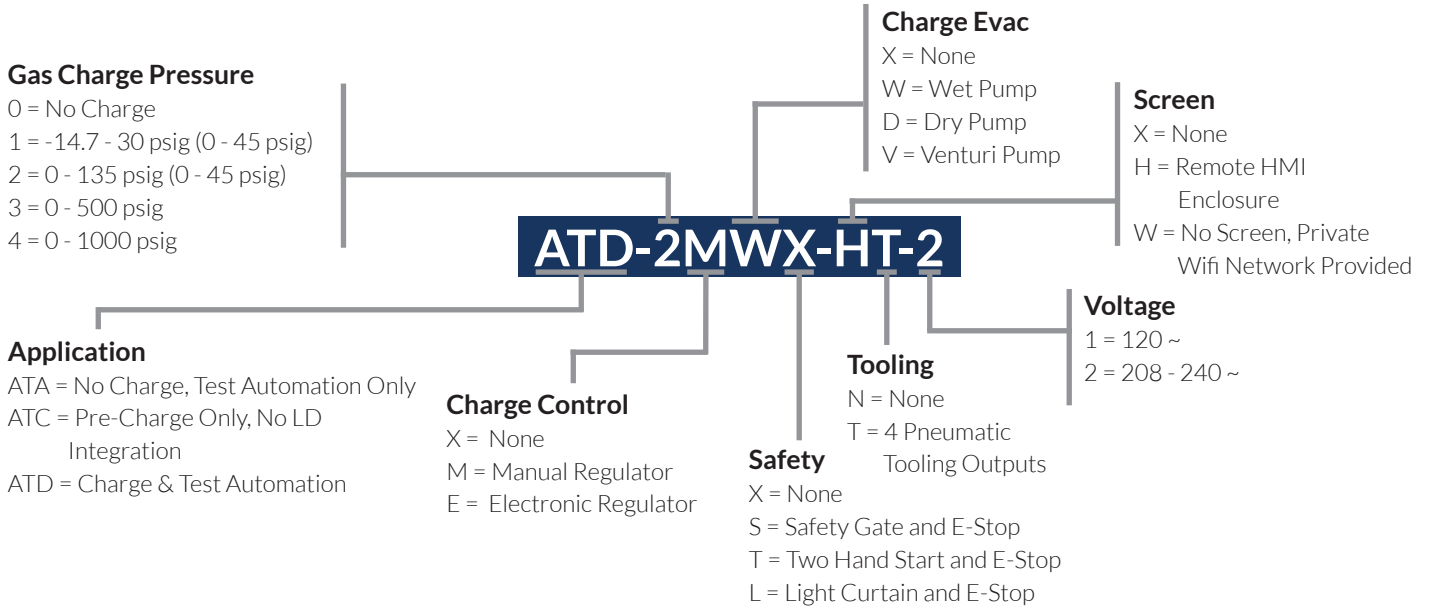 Gas Charge Pressure
0 = No Charge
1 = -14.7 - 30 psig (0 - 45 psig)
2 = 0 - 135 psig (0 - 45 psig)
3 = 0 - 500 psig
4 = 0 - 1000 psig
Charge Evac
X = None
W = Wet Pump
D = Dry Pump
V = Venturi Pump
Screen
X = None
H = Remote HMI
Enclosure
W = No Screen, Private
Wifi Network Provided
ATD-2MWX-HT-2
Application
ATA = No Charge, Test Automation Only
ATC = Pre-Charge Only, No LD
Integration
ATD = Charge & Test Automation
Charge Control
X = None
M = Manual Regulator
E = Electronic Regulator
Safety
X = None
S = Safety Gate and E-Stop
T = Two Hand Start and E-Stop
L = Light Curtain and E-Stop
Tooling
N = None
T = 4 Pneumatic
Tooling Outputs
Voltage
1 = 120 ~
2 = 208 - 240 ~